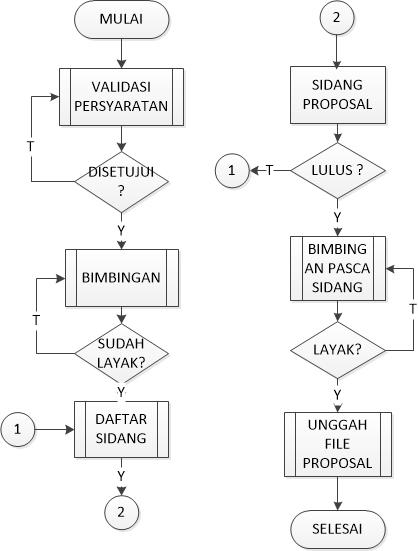 MULAI
VALIDASI
PERSYARATAN
T
DISETUJUI
?
Y
BIMBINGAN
T
SUDAH
LAYAK?
Y
1
DAFTAR
SIDANG
Y
2
2
SIDANG
PROPOSAL
1
T
LULUS ?
Y
BIMBING
AN PASCA
SIDANG
T
LAYAK?
Y
UNGGAH
FILE
PROPOSAL
SELESAI